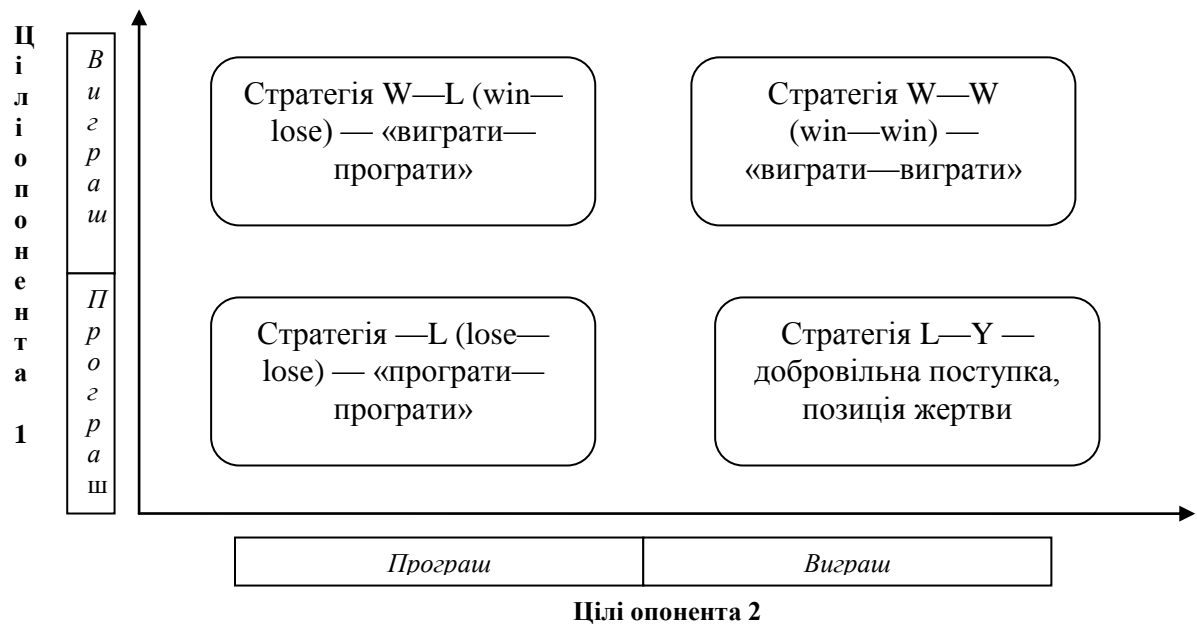 Цілі опонента 1
Виграш
Програш
Стратегія W—L (win—
lose) — «виграти—
програти»
Стратегія W—W
(win—win) —
«виграти—виграти»
Стратегія —L (lose—
lose) — «програти—
програти»
Стратегія L—Y —
добровільна поступка,
позиція жертви
Програш
Виграш
Цілі опонента 2